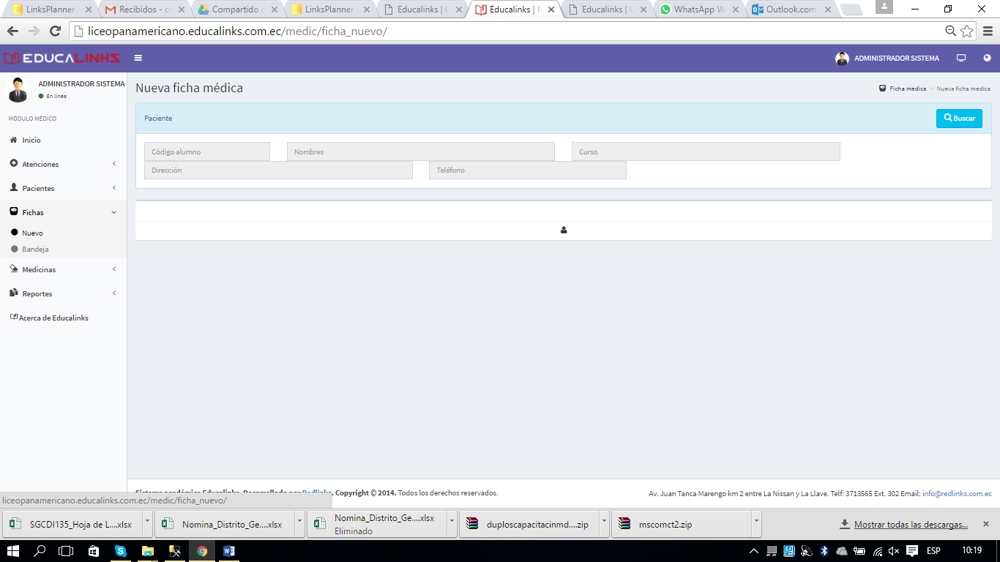 LinksPlanner
Recibidos - c
Compartido c
LinksPlanner
Educalinks | C
Educalinks | N
Educalinks | U
WhatsApp W
Outlook.com
liceopanamericano.educalinks.com.ec/medic/ficha_nuevo/
EDUCALINKS
ADMINISTRADOR SISTEMA
ADMINISTRADOR SISTEMA
En línea
MÓDULO MÉDICO
Inicio
Atenciones
Pacientes
Fichas
Nuevo
Bandeja
Medicinas
Reportes
Acerca de Educalinks
Nueva ficha médica
Ficha médica > Nueva ficha médica
Paciente
Buscar
Código alumno
Nombres
Curso
Dirección
Teléfono
Sistema académico Educalinks. Desarrollado por Redlinks. Copyright © 2014. Todos los derechos reservados.
Av. Juan Tanca Marengo km 2 entre La Nissan y La Llave. Telf: 3713565 Ext. 302 Email: info@redlinks.com.ec
liceopanamericano.educalinks.com.ec/medic/ficha_nuevo/
SGCDI135_Hoja de L....xlsx
Nomina_Distrito_Ge....xlsx
Nomina_Distrito_Ge....xlsx
Eliminado
duploscapacitacinmd....zip
mscomct2.zip
Mostrar todas las descargas...
ESP
10:19